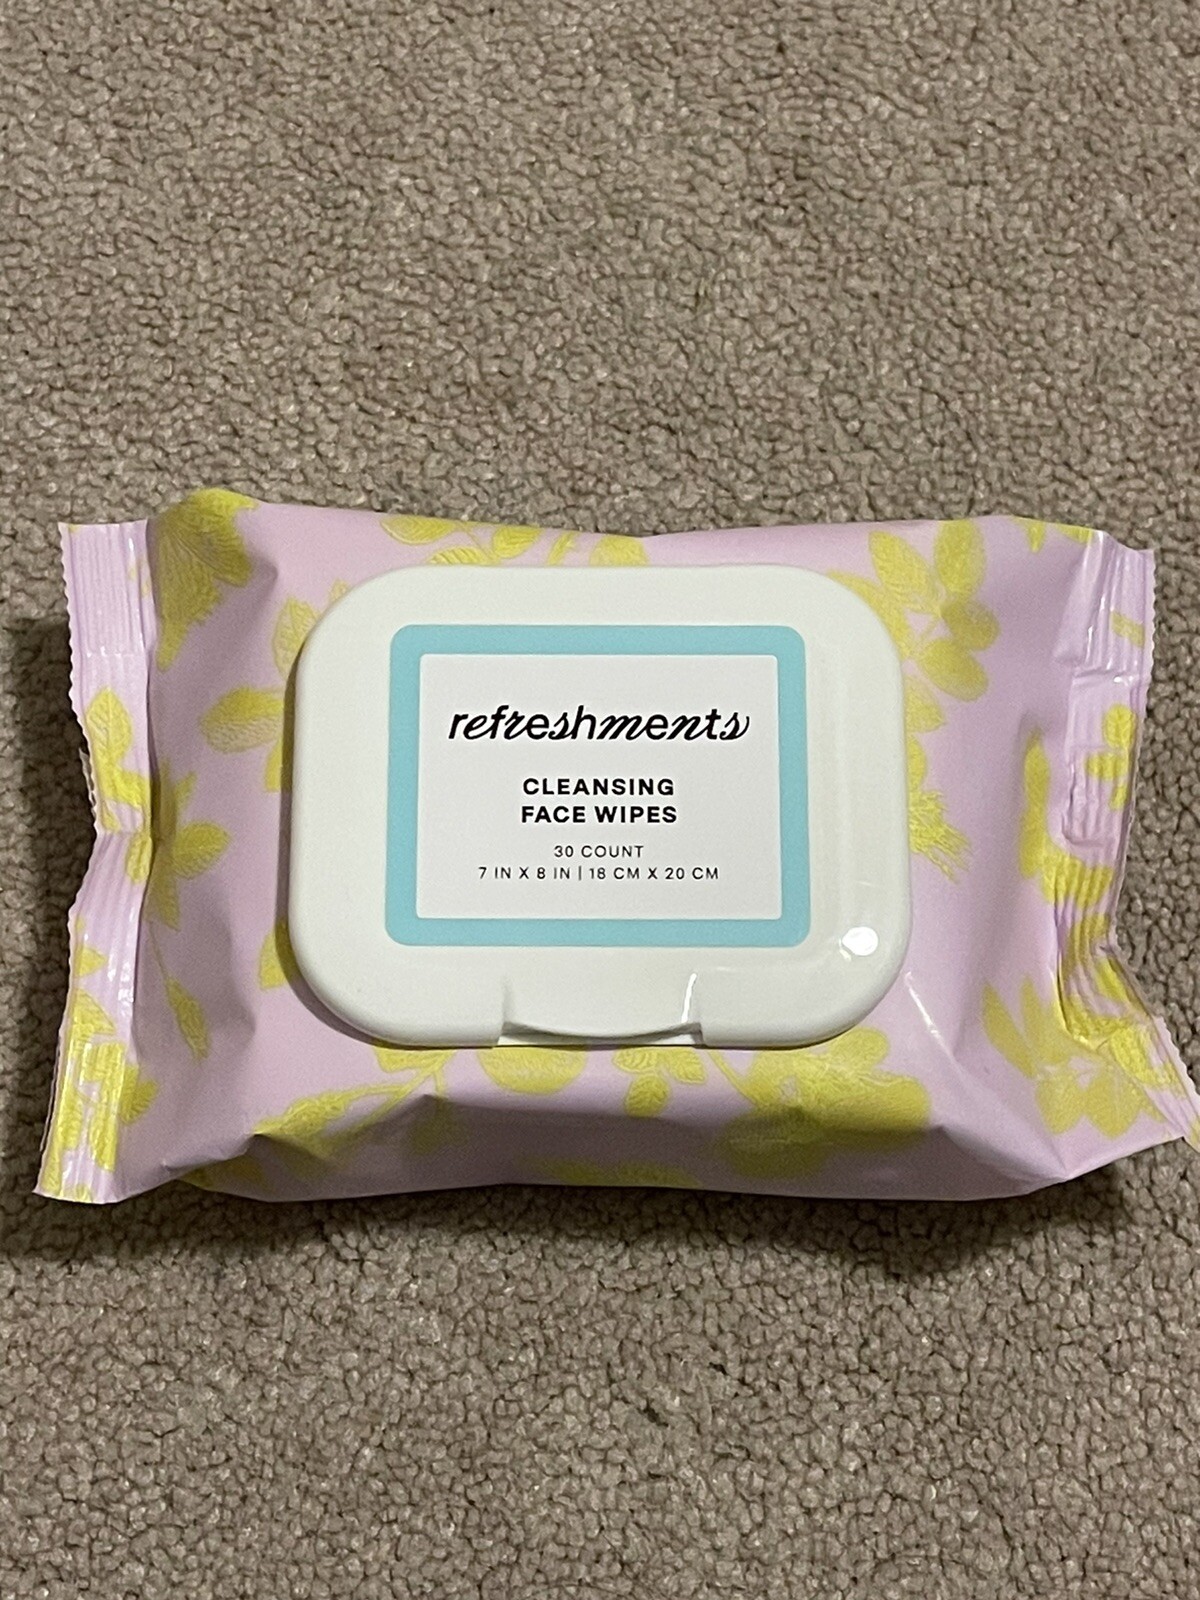 refreshments
CLEANSING
FACE WIPES
30 COUNT
7 IN X 8 IN | 18 CM X 20 CM